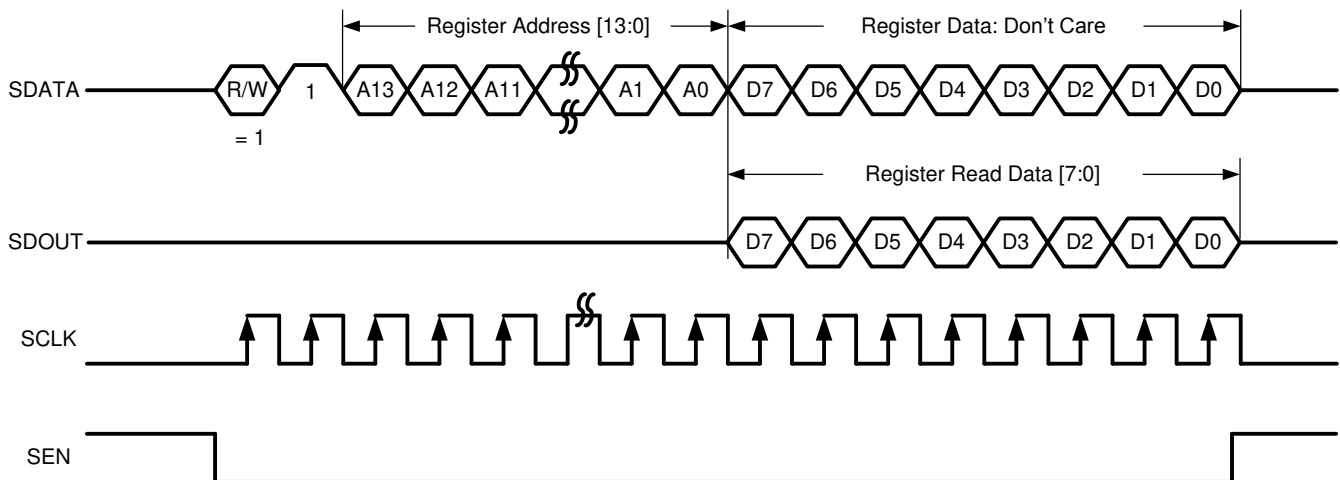 Register Address [13:0] Register Data: Don't Care
SDATA R/W 1 A13 A12 A11 A1 A0 D7 D6 D5 D4 D3 D2 D1 D0
= 1
Register Read Data [7:0]
SDOUT D7 D6 D5 D4 D3 D2 D1 D0
SCLK
SEN